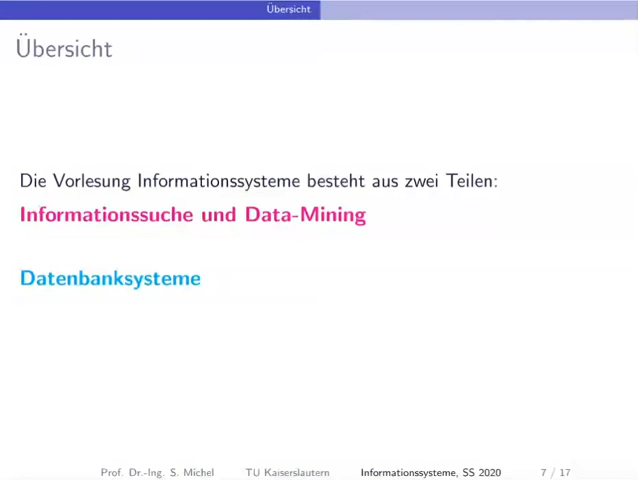 Übersicht
Übersicht
Die Vorlesung Informationssysteme besteht aus zwei Teilen:
Informationssuche und Data-Mining
Datenbanksysteme
Prof. Dr.-Ing. S. Michel TU Kaiserslautern Informationssysteme, SS 2020 7 / 17